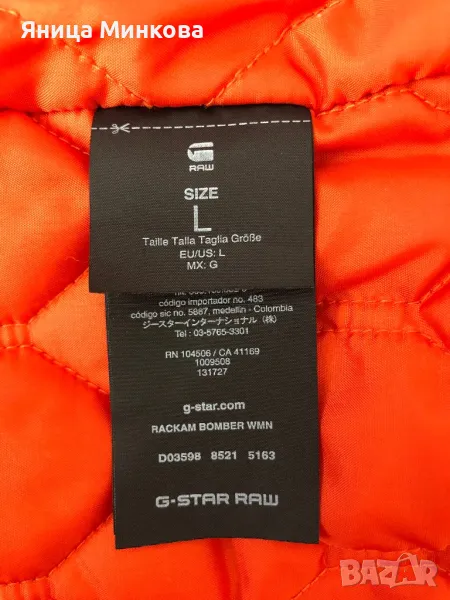 Яница Минкова
RAW
SIZE
L
Taille Talla Taglia Größe
EU/US: L
MX: G
código importador no. 483
código sic no. 5887, medellin - Colombia
ジースターインターナショナル（株）
Tel : 03-5765-3301
RN 104506 / CA 41169
1009508
131727
g-star.com
RACKAM BOMBER WMN
D03598 8521 5163
G-STAR RAW
BAZAR
bg